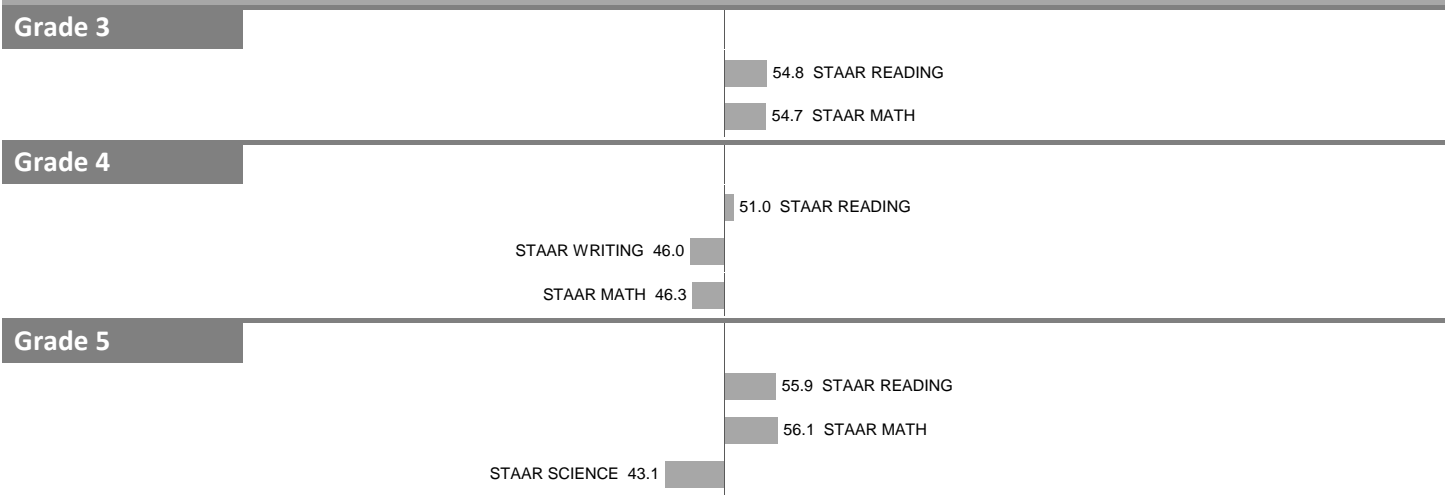 Grade 3
54.8 STAAR READING
54.7 STAAR MATH
Grade 4
51.0 STAAR READING
STAAR WRITING 46.0
STAAR MATH 46.3
Grade 5
55.9 STAAR READING
56.1 STAAR MATH
STAAR SCIENCE 43.1